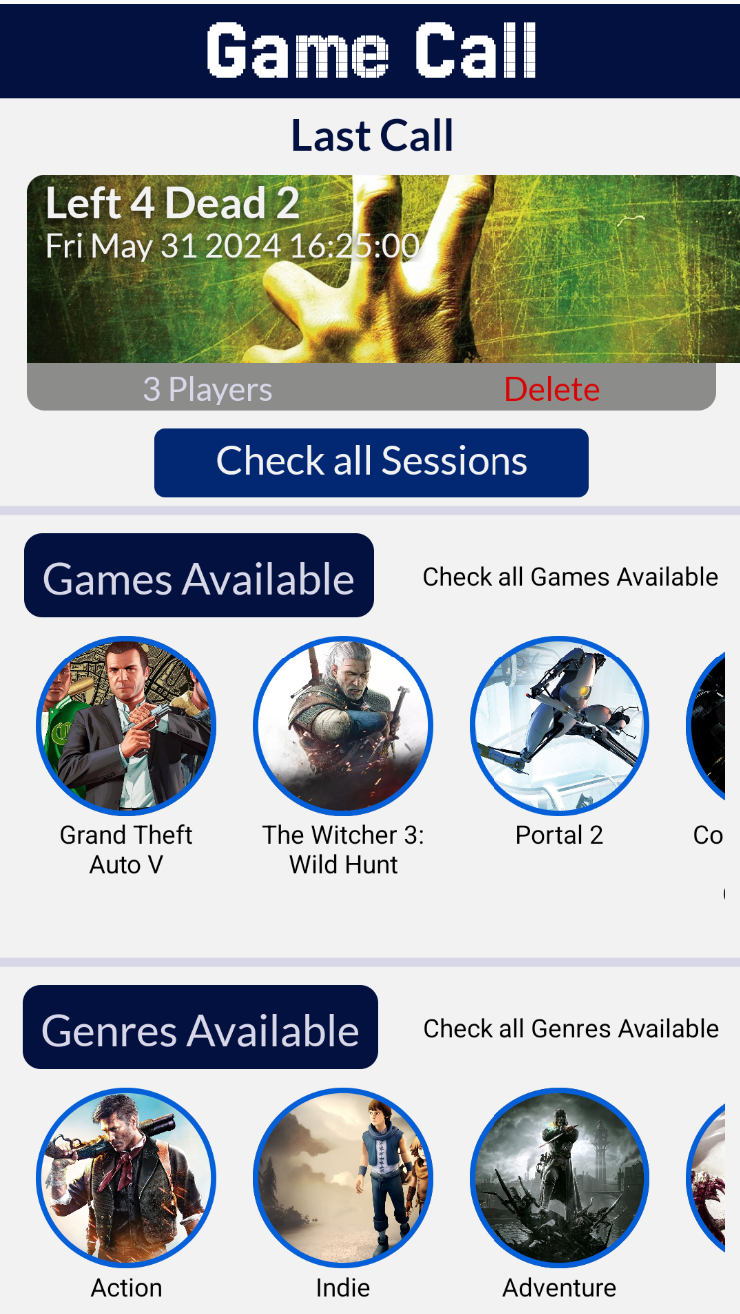 Game Call
Last Call
Left 4 Dead 2
Fri May 31 2024 16:25:00
3 Players Delete
Check all Sessions
Games Available Check all Games Available
Grand Theft The Witcher 3: Portal 2 Co
Auto V Wild Hunt
Genres Available Check all Genres Available
Action Indie Adventure